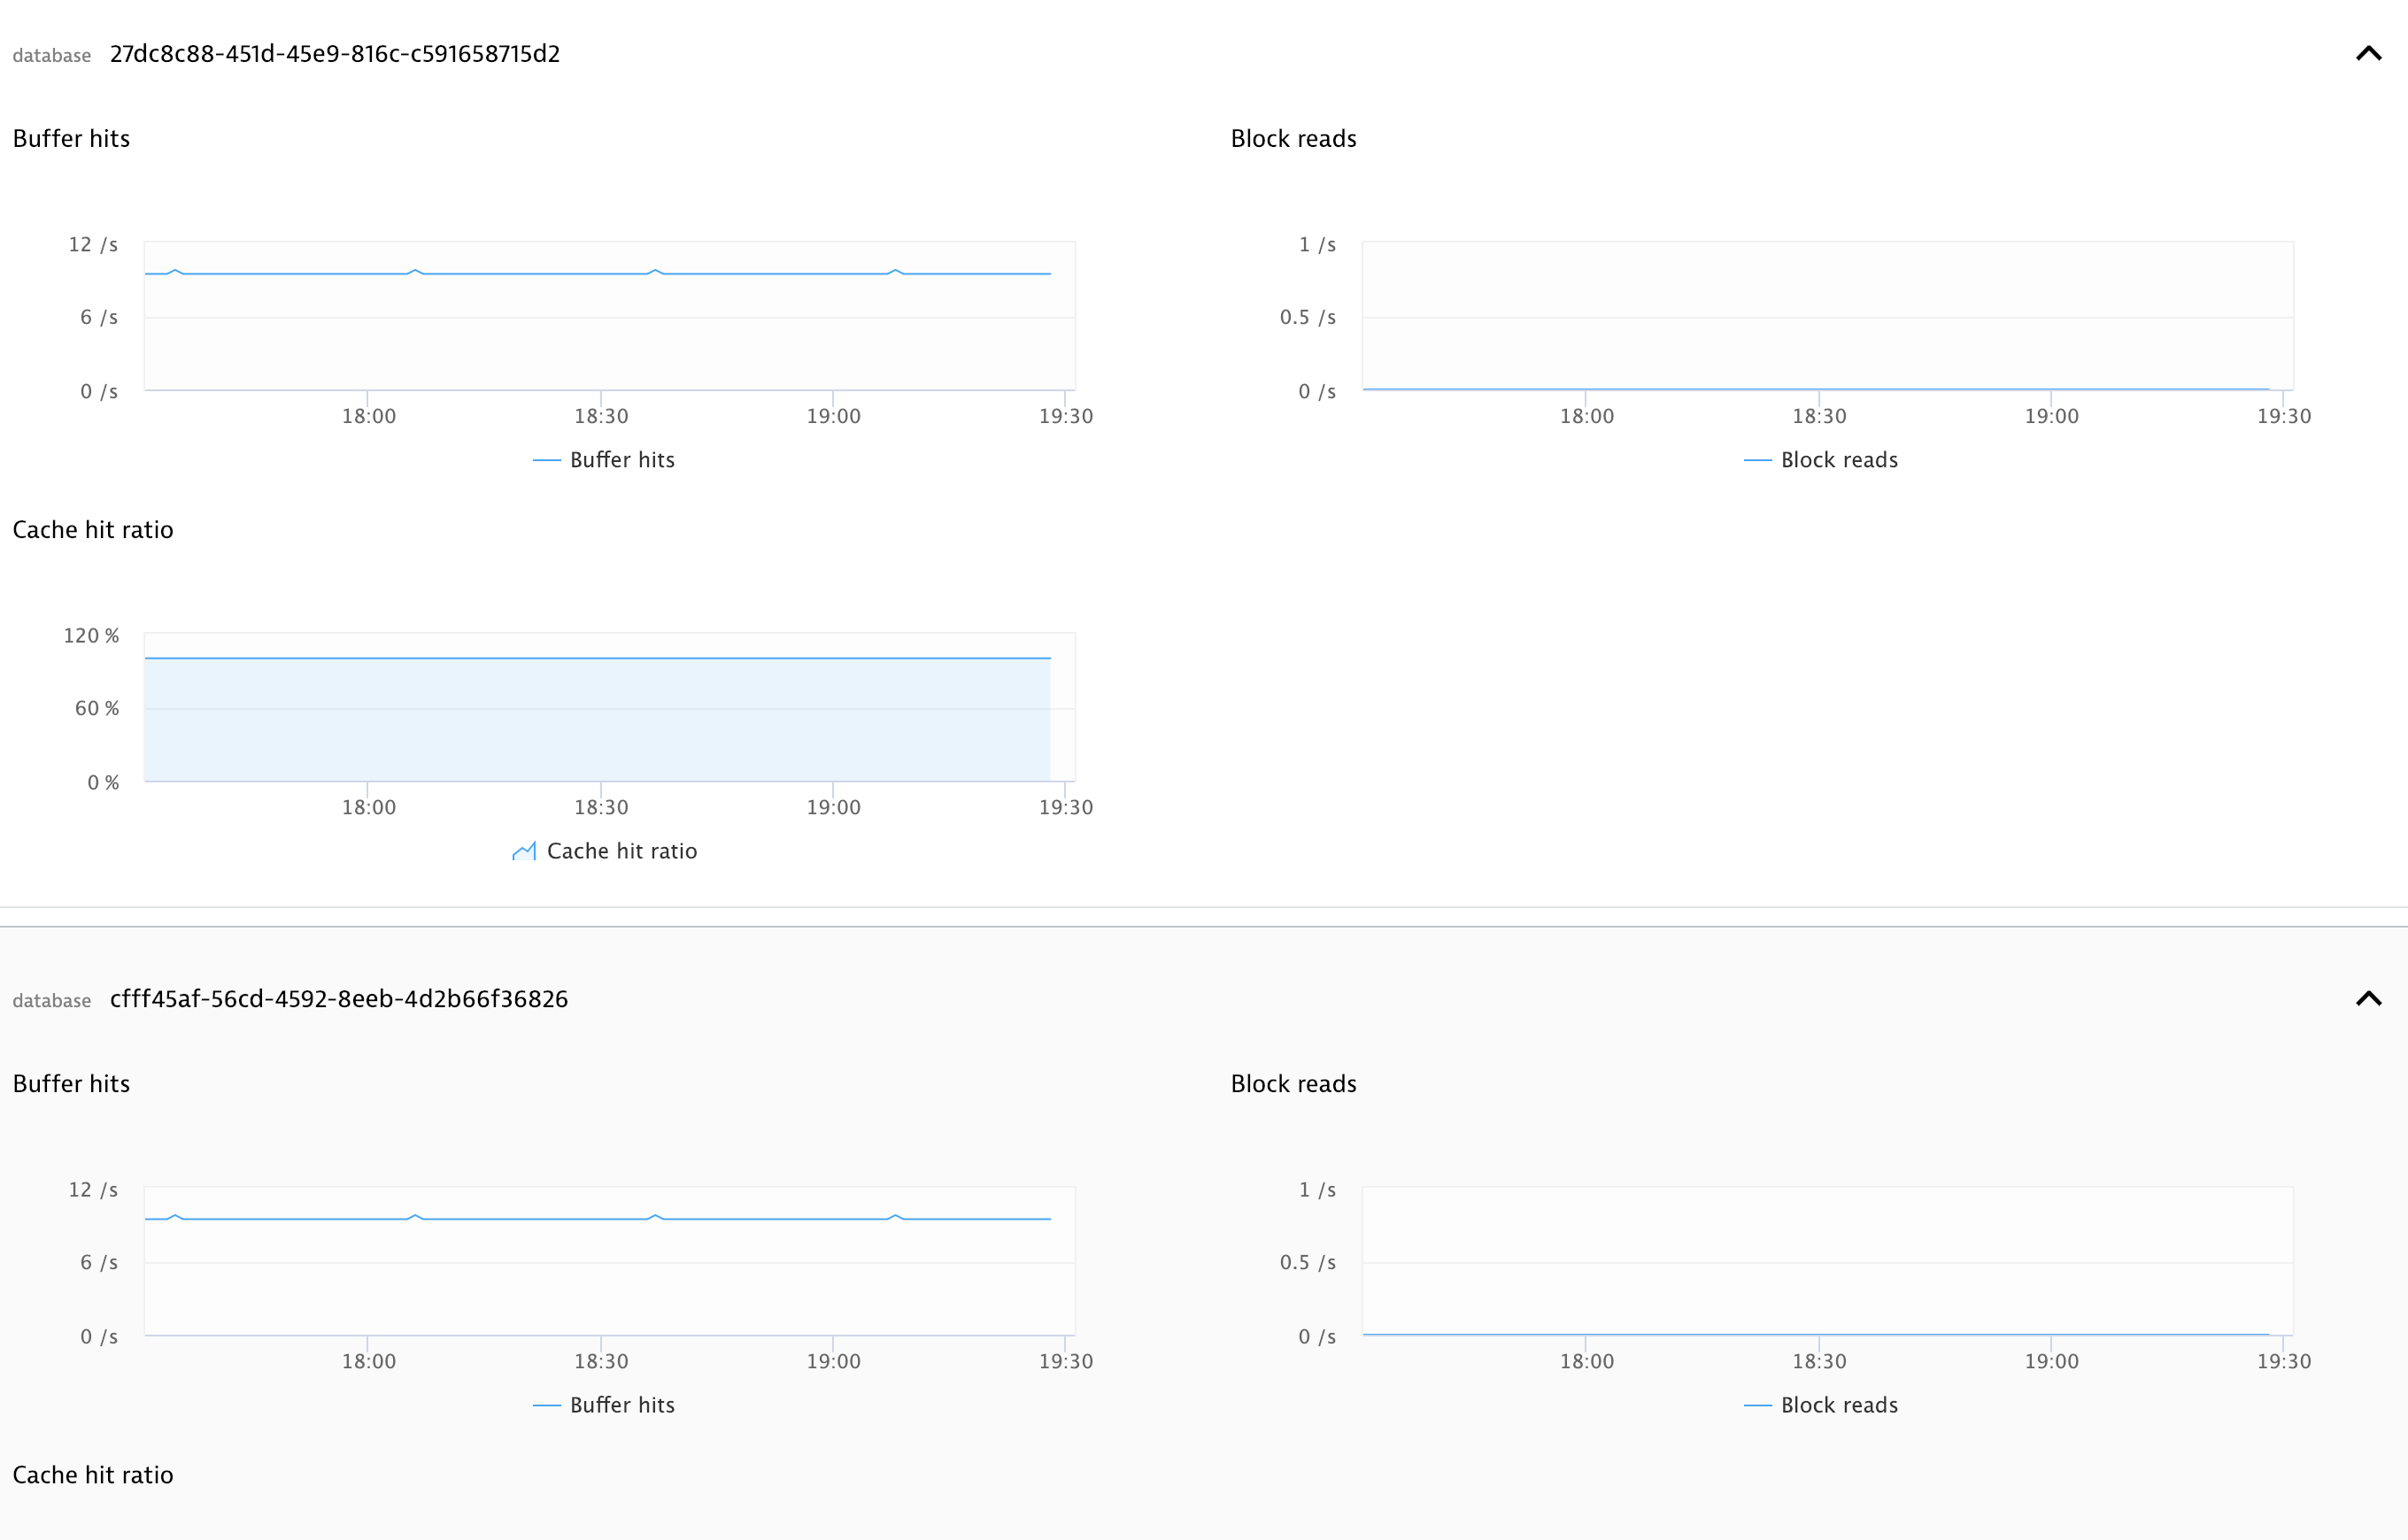 database 27dc8c88-451d-45e9-816c-c591658715d2
Buffer hits
12 /s
6 /s
0 /s
18:00 18:30 19:00 19:30
Buffer hits
Block reads
1 /s
0.5 /s
0 /s
18:00 18:30 19:00 19:30
Block reads
Cache hit ratio
120 %
60 %
0 %
18:00 18:30 19:00 19:30
Cache hit ratio
database cfff45af-56cd-4592-8eeb-4d2b66f36826
Buffer hits
12 /s
6 /s
0 /s
18:00 18:30 19:00 19:30
Buffer hits
Block reads
1 /s
0.5 /s
0 /s
18:00 18:30 19:00 19:30
Block reads
Cache hit ratio